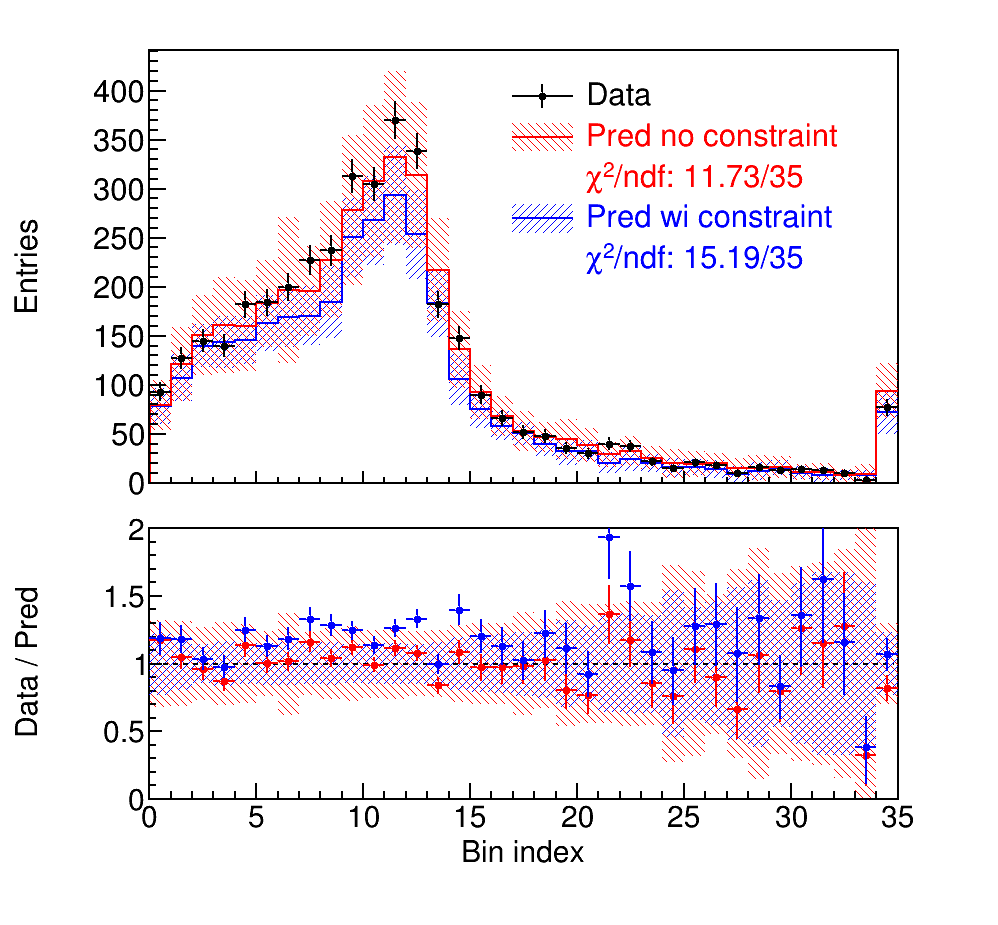 Entries
400
350
300
250
200
150
100
50
0
Data
Pred no constraint
χ²/ndf: 11.73/35
Pred wi constraint
χ²/ndf: 15.19/35
Data / Pred
2
1.5
1
0.5
0
0 5 10 15 20 25 30 35
Bin index